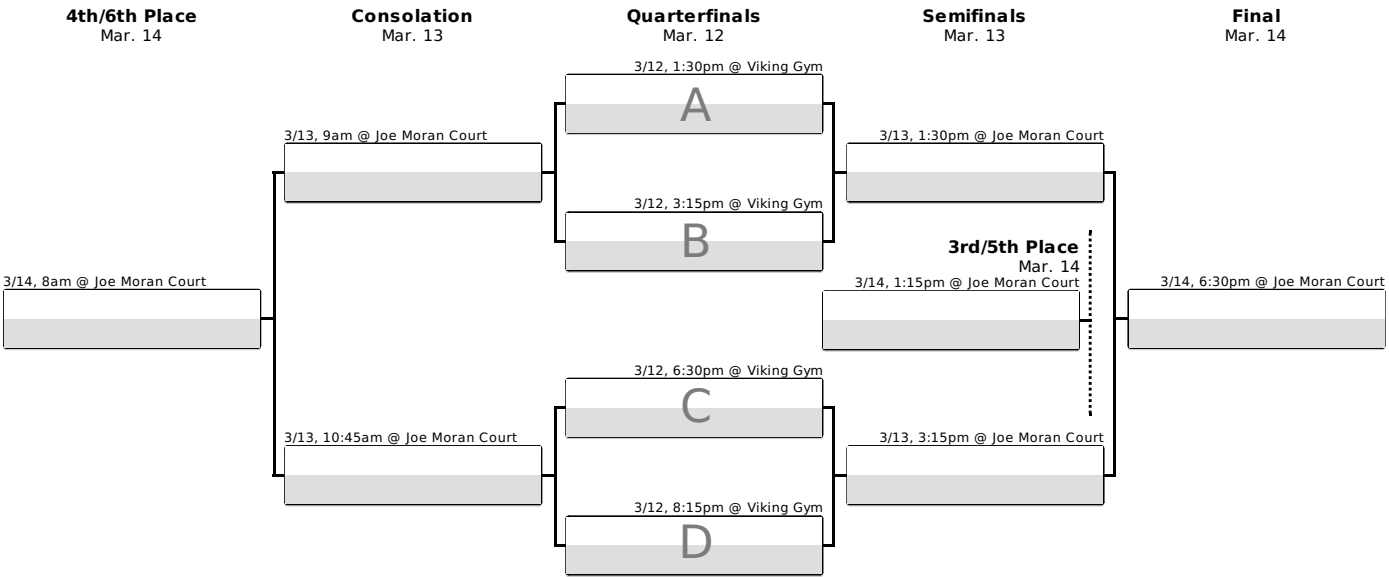 4th/6th Place
Mar. 14
Consolation
Mar. 13
Quarterfinals
Mar. 12
Semifinals
Mar. 13
Final
Mar. 14
3/12, 1:30pm @ Viking Gym
A
3/13, 9am @ Joe Moran Court
3/13, 1:30pm @ Joe Moran Court
3/12, 3:15pm @ Viking Gym
B
3rd/5th Place
Mar. 14
3/14, 8am @ Joe Moran Court
3/14, 1:15pm @ Joe Moran Court
3/14, 6:30pm @ Joe Moran Court
3/12, 6:30pm @ Viking Gym
C
3/13, 10:45am @ Joe Moran Court
3/13, 3:15pm @ Joe Moran Court
3/12, 8:15pm @ Viking Gym
D